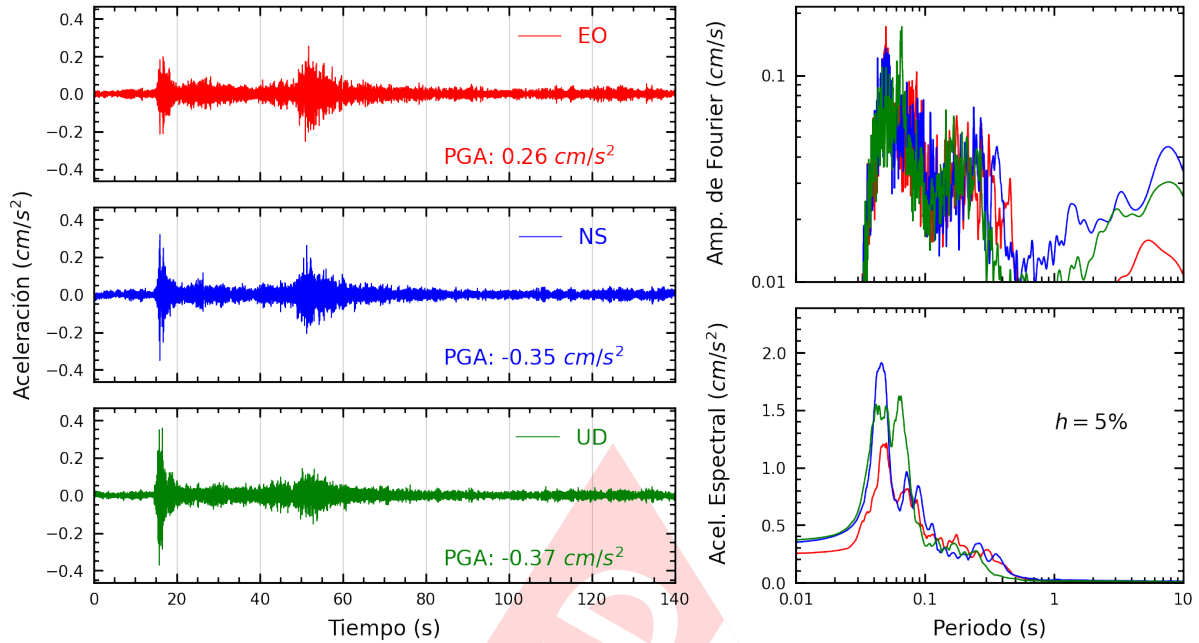 Aceleración (cm/s²)
0.4
0.2
0.0
−0.2
−0.4
EO
PGA: 0.26 cm/s²
0.4
0.2
0.0
−0.2
−0.4
NS
PGA: -0.35 cm/s²
0.4
0.2
0.0
−0.2
−0.4
UD
PGA: -0.37 cm/s²
0 20 40 60 80 100 120 140
Tiempo (s)
Amp. de Fourier (cm/s)
0.1
0.01
Acel. Espectral (cm/s²)
2.0
1.5
1.0
0.5
0.0
h = 5%
0.01 0.1 1 10
Periodo (s)